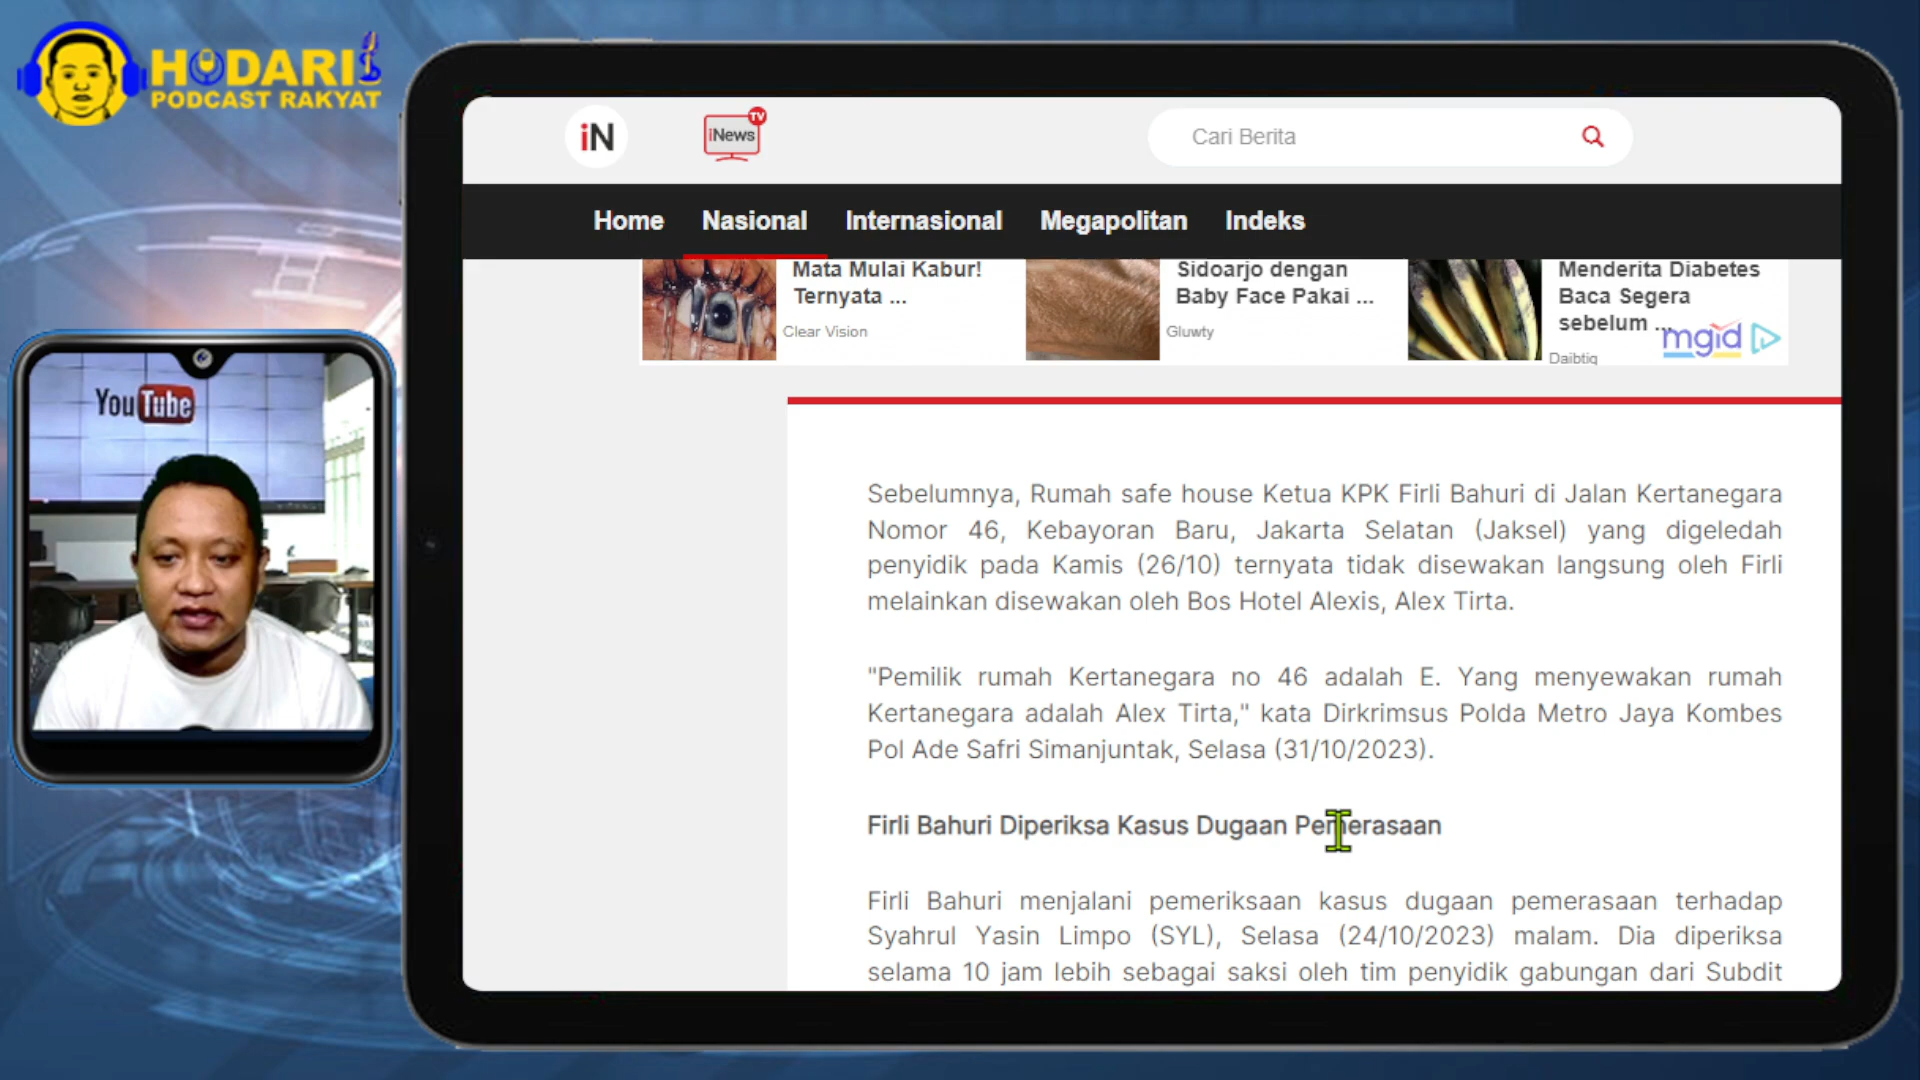 HODARI
PODCAST RAKYAT
YouTube
iN
iNews
TV
Cari Berita
Home Nasional Internasional Megapolitan Indeks
Mata Mulai Kabur!
Ternyata ...
Clear Vision
Sidoarjo dengan
Baby Face Pakai ...
Gluwty
Menderita Diabetes
Baca Segera
sebelum ...
Daibtiq
mgid
Sebelumnya, Rumah safe house Ketua KPK Firli Bahuri di Jalan Kertanegara
Nomor 46, Kebayoran Baru, Jakarta Selatan (Jaksel) yang digeledah
penyidik pada Kamis (26/10) ternyata tidak disewakan langsung oleh Firli
melainkan disewakan oleh Bos Hotel Alexis, Alex Tirta.
"Pemilik rumah Kertanegara no 46 adalah E. Yang menyewakan rumah
Kertanegara adalah Alex Tirta," kata Dirkrimsus Polda Metro Jaya Kombes
Pol Ade Safri Simanjuntak, Selasa (31/10/2023).
Firli Bahuri Diperiksa Kasus Dugaan Pemerasaan
Firli Bahuri menjalani pemeriksaan kasus dugaan pemerasaan terhadap
Syahrul Yasin Limpo (SYL), Selasa (24/10/2023) malam. Dia diperiksa
selama 10 jam lebih sebagai saksi oleh tim penyidik gabungan dari Subdit